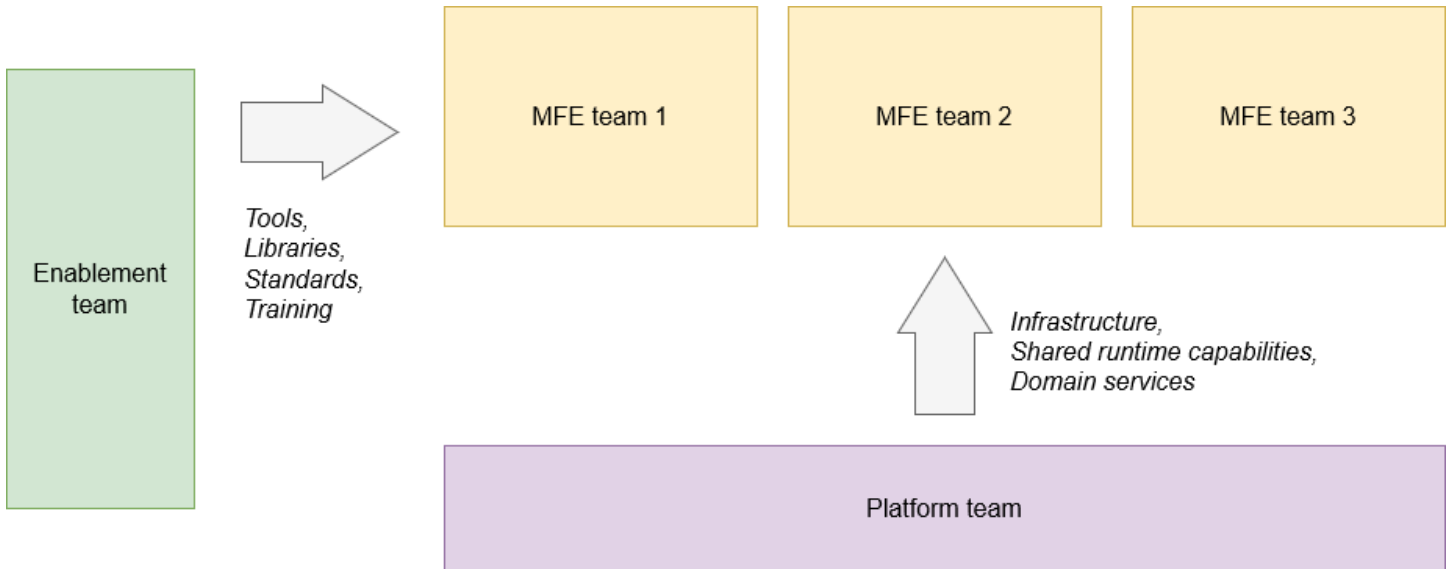 MFE team 1
MFE team 2
MFE team 3
Enablement
team
Tools,
Libraries,
Standards,
Training
Infrastructure,
Shared runtime capabilities,
Domain services
Platform team